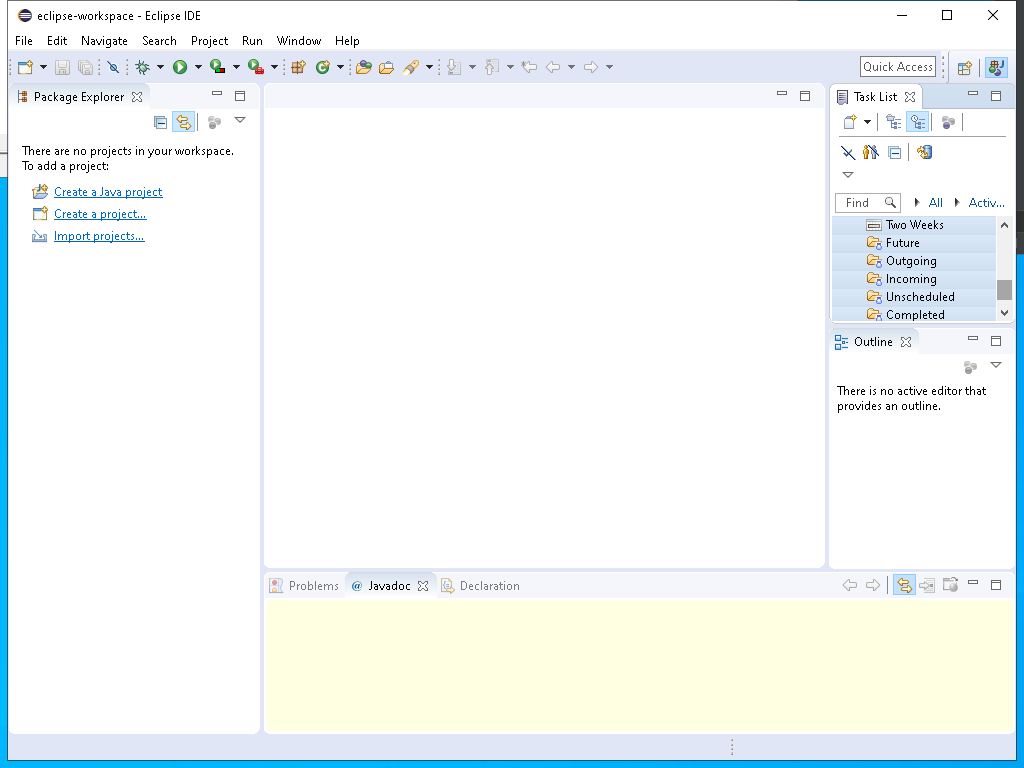 eclipse-workspace - Eclipse IDE
File Edit Navigate Search Project Run Window Help
Quick Access
Package Explorer
There are no projects in your workspace.
To add a project:
Create a Java project
Create a project...
Import projects...
Task List
Find All Activ...
Two Weeks
Future
Outgoing
Incoming
Unscheduled
Completed
Outline
There is no active editor that
provides an outline.
Problems @ Javadoc Declaration